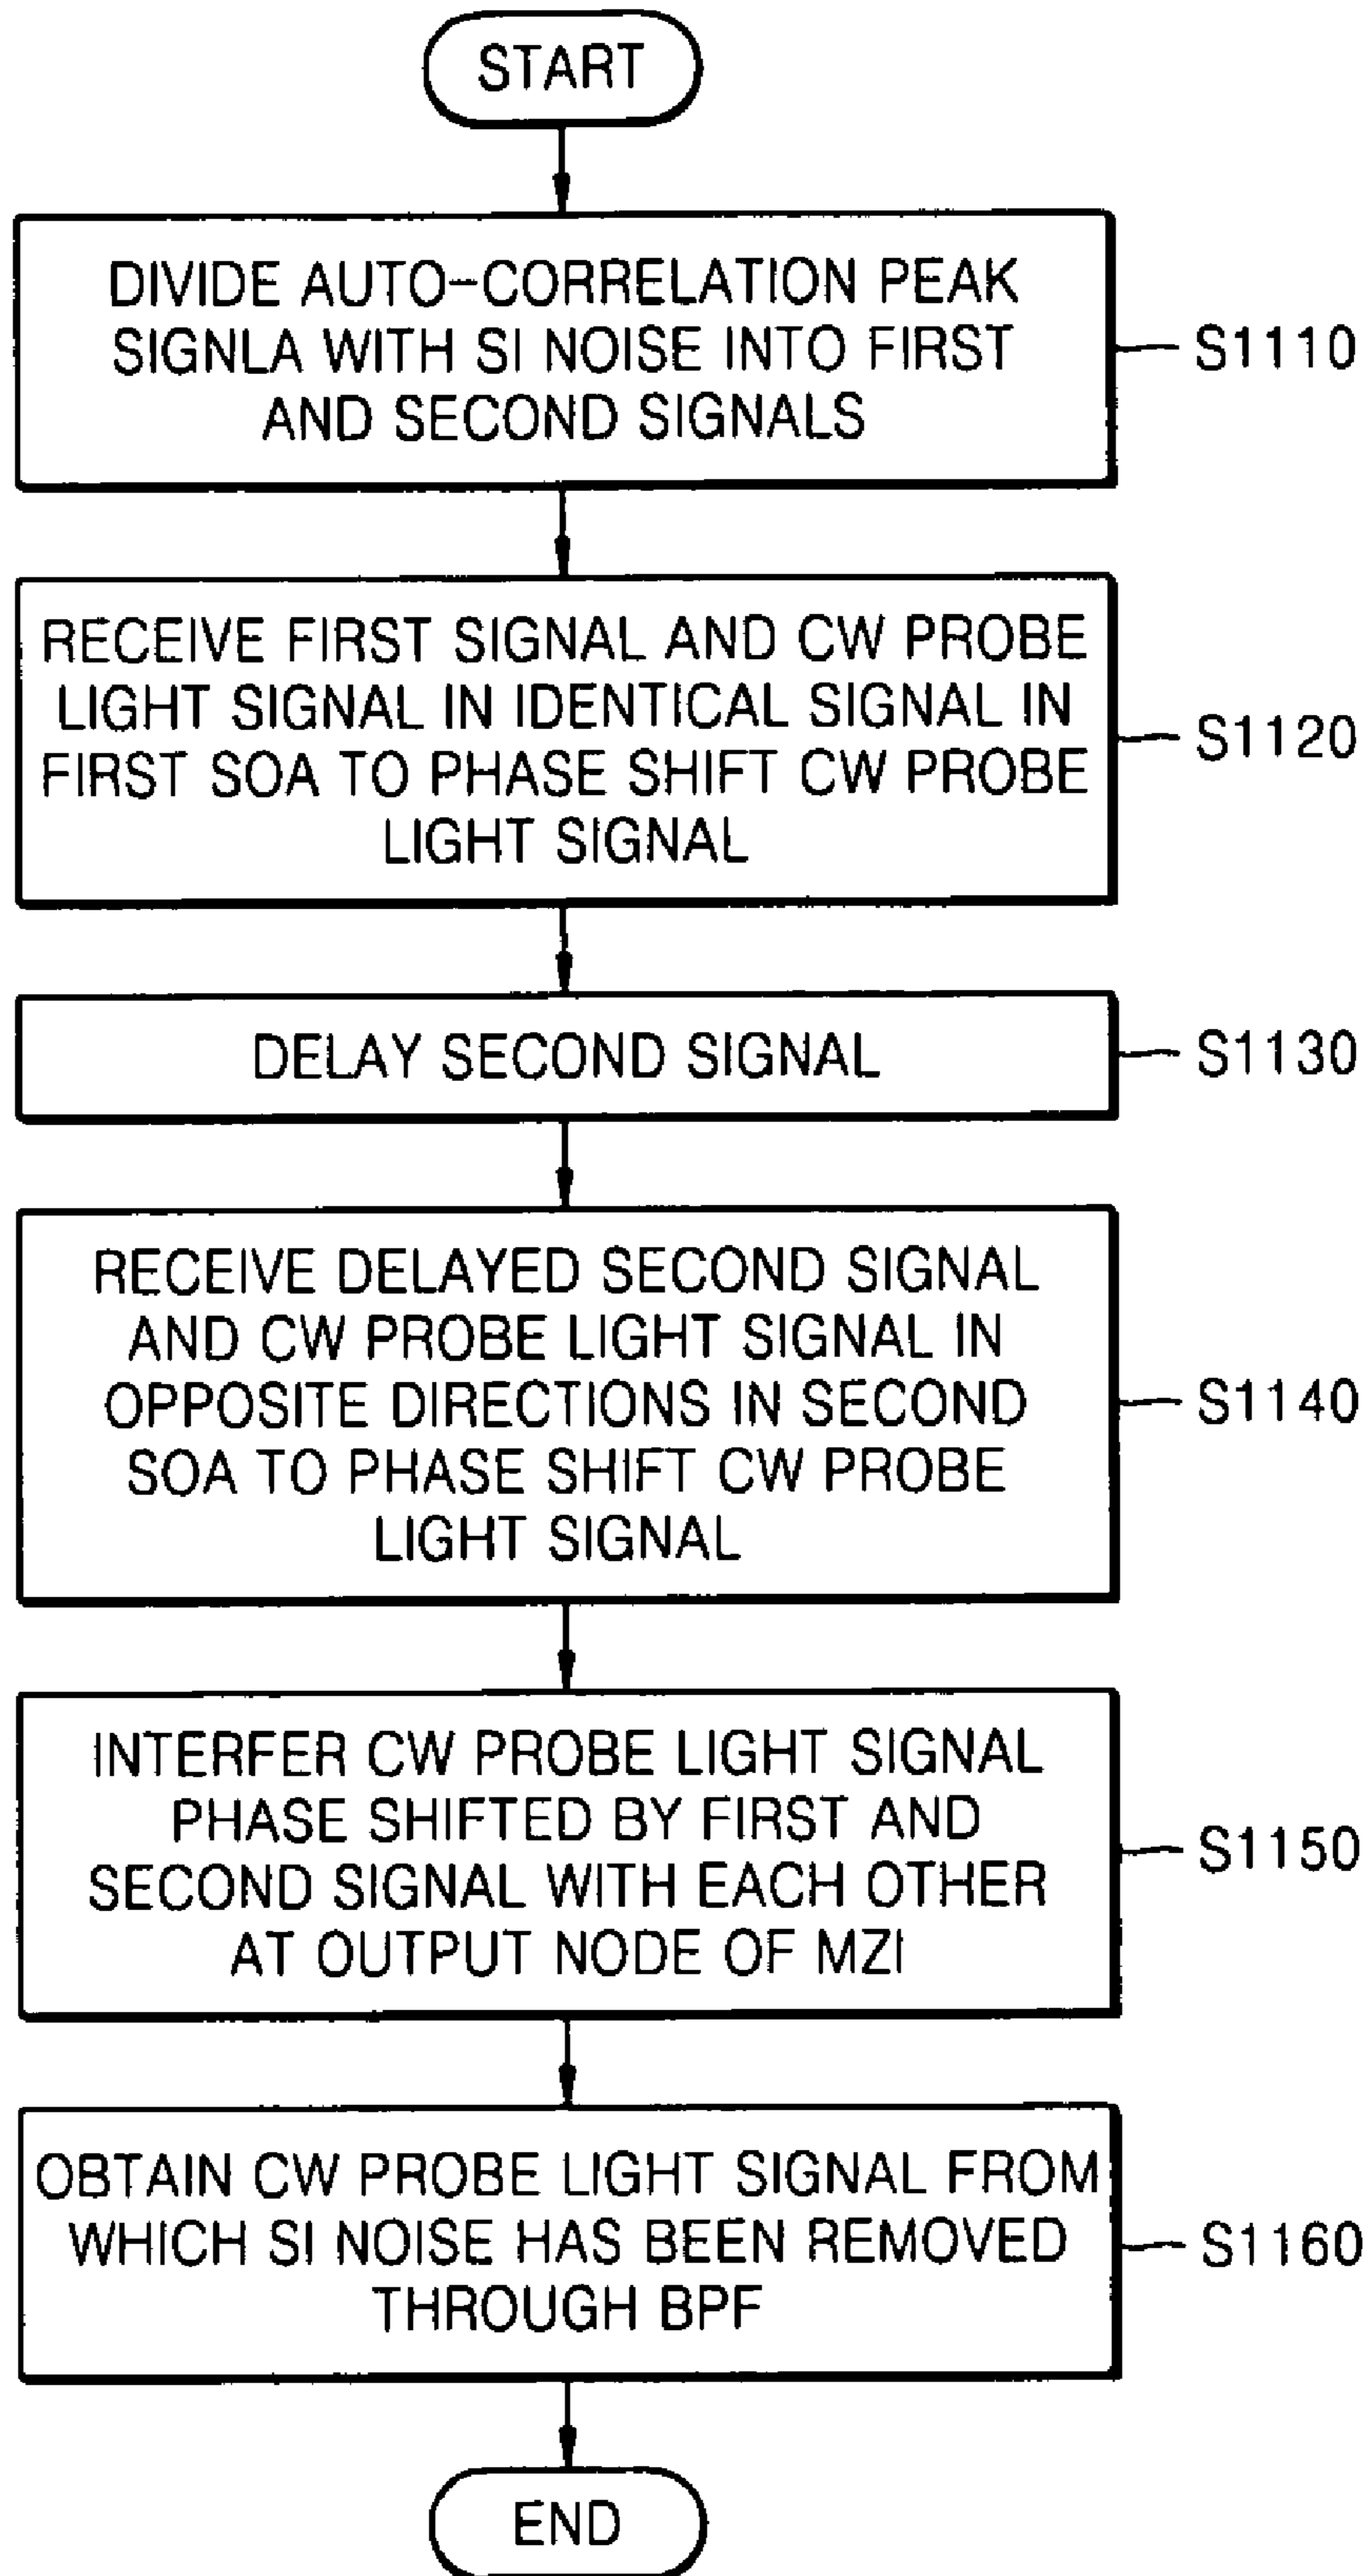 START
DIVIDE AUTO-CORRELATION PEAK
SIGNLA WITH SI NOISE INTO FIRST
AND SECOND SIGNALS
S1110
RECEIVE FIRST SIGNAL AND CW PROBE
LIGHT SIGNAL IN IDENTICAL SIGNAL IN
FIRST SOA TO PHASE SHIFT CW PROBE
LIGHT SIGNAL
S1120
DELAY SECOND SIGNAL
S1130
RECEIVE DELAYED SECOND SIGNAL
AND CW PROBE LIGHT SIGNAL IN
OPPOSITE DIRECTIONS IN SECOND
SOA TO PHASE SHIFT CW PROBE
LIGHT SIGNAL
S1140
INTERFER CW PROBE LIGHT SIGNAL
PHASE SHIFTED BY FIRST AND
SECOND SIGNAL WITH EACH OTHER
AT OUTPUT NODE OF MZI
S1150
OBTAIN CW PROBE LIGHT SIGNAL FROM
WHICH SI NOISE HAS BEEN REMOVED
THROUGH BPF
S1160
END